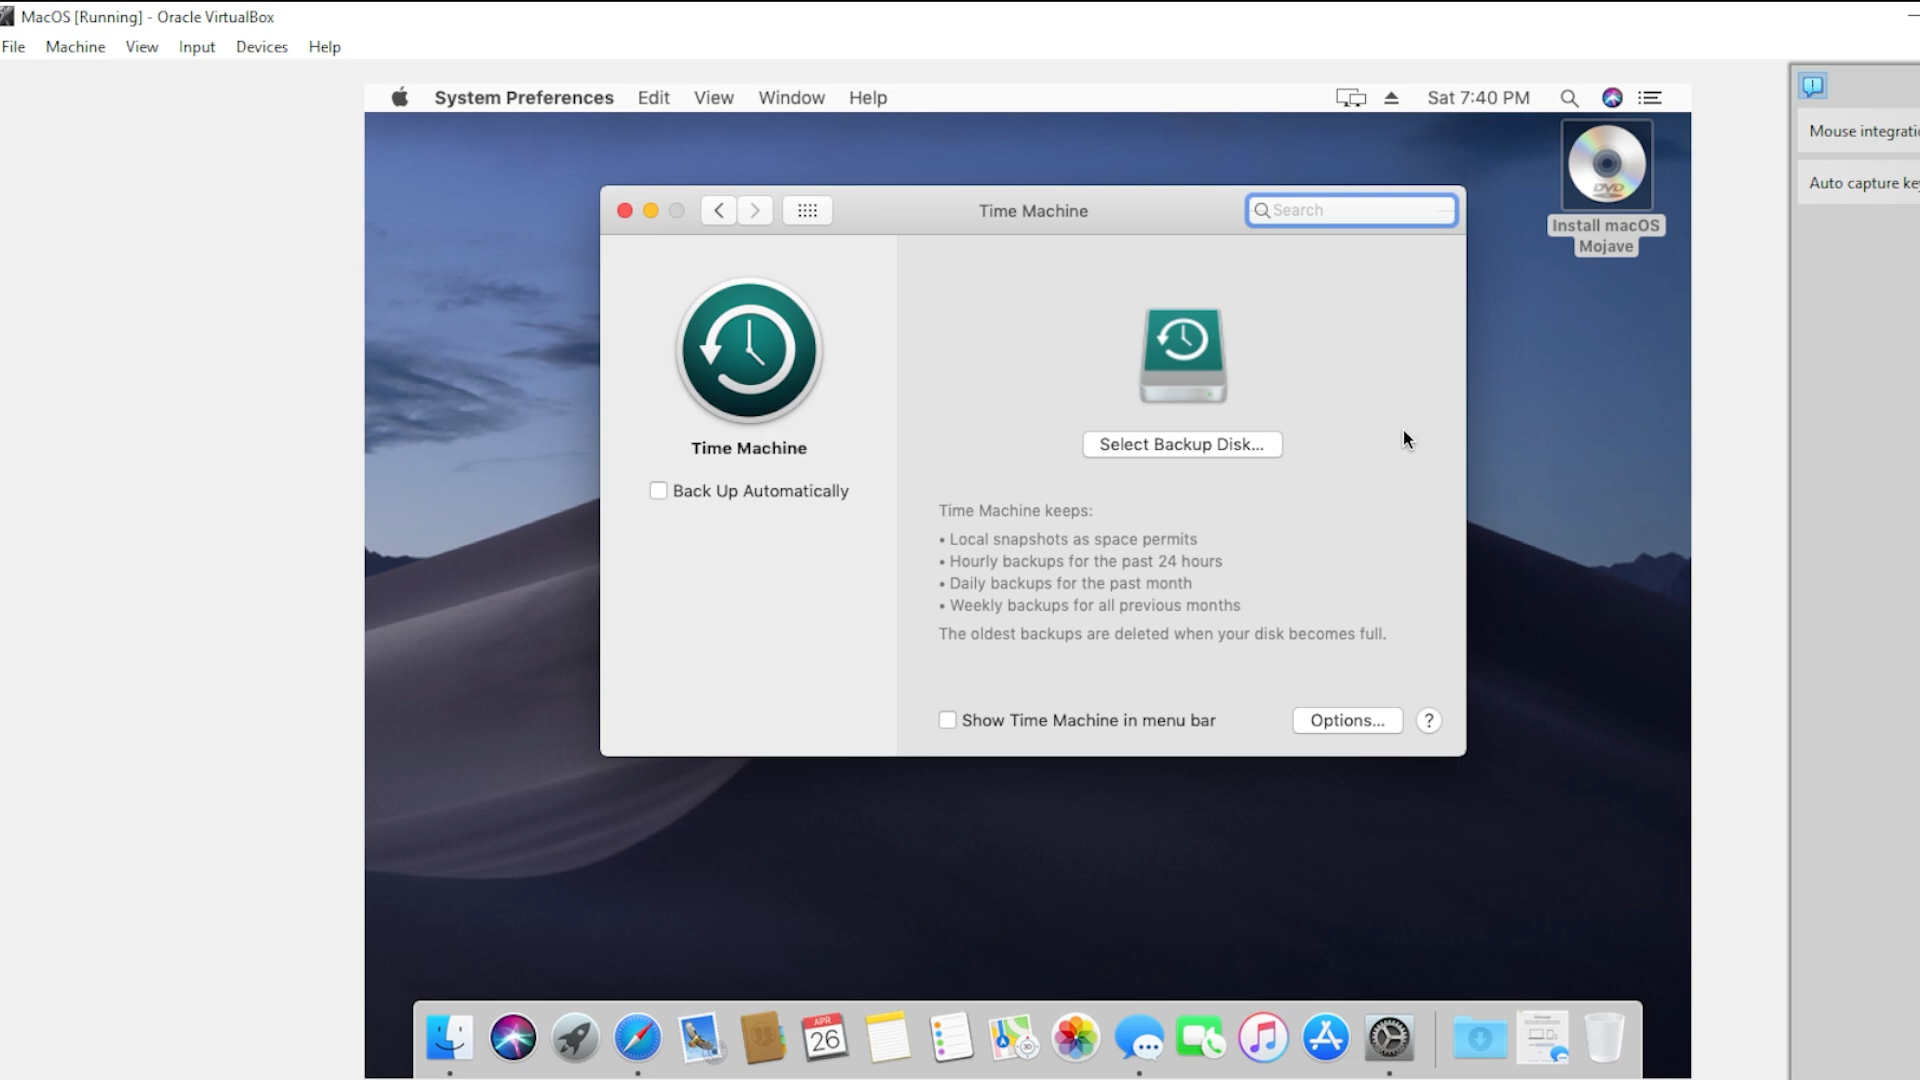 MacOS [Running] - Oracle VirtualBox
File Machine View Input Devices Help
System Preferences Edit View Window Help
Sat 7:40 PM
Mouse integratio
Auto capture key
DVD
Install macOS
Mojave
Time Machine
Search
Time Machine
Back Up Automatically
Select Backup Disk...
Time Machine keeps:
• Local snapshots as space permits
• Hourly backups for the past 24 hours
• Daily backups for the past month
• Weekly backups for all previous months
The oldest backups are deleted when your disk becomes full.
Show Time Machine in menu bar
Options...
?
APR
26